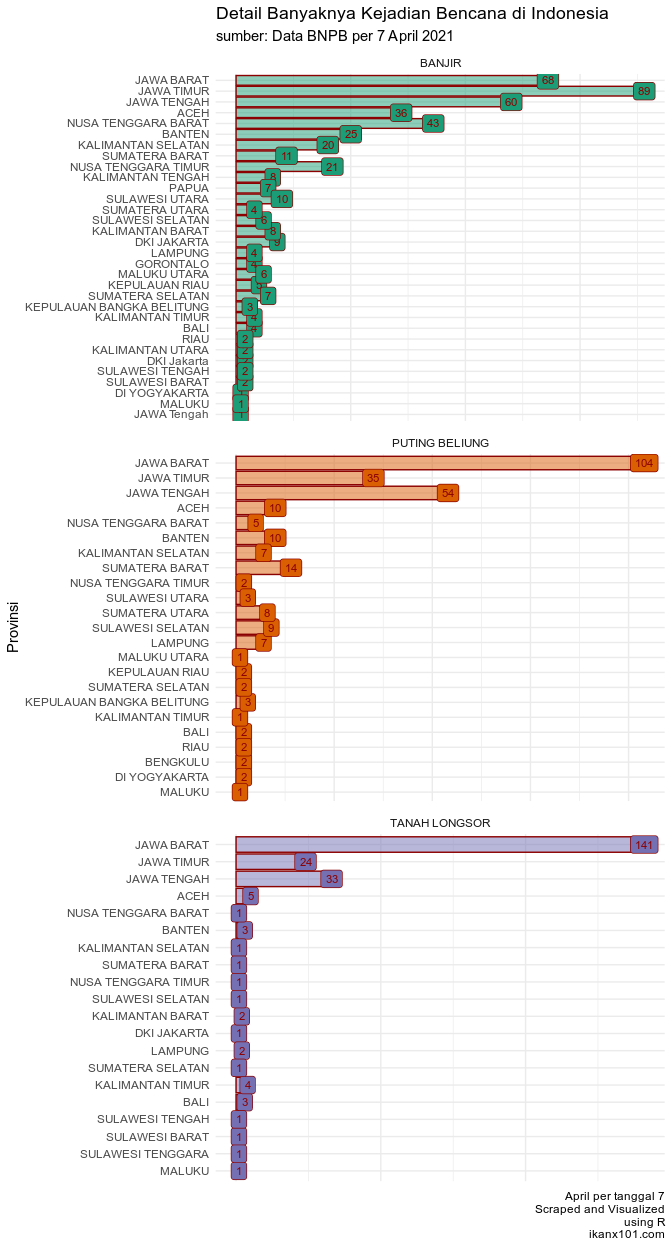 Detail Banyaknya Kejadian Bencana di Indonesia
sumber: Data BNPB per 7 April 2021
Provinsi
BANJIR
JAWA BARAT 68
JAWA TIMUR 89
JAWA TENGAH 60
ACEH 36
NUSA TENGGARA BARAT 43
BANTEN 25
KALIMANTAN SELATAN 20
SUMATERA BARAT 11
NUSA TENGGARA TIMUR 21
KALIMANTAN TENGAH 8
PAPUA 7
SULAWESI UTARA 10
SUMATERA UTARA 4
SULAWESI SELATAN 6
KALIMANTAN BARAT 8
DKI JAKARTA 9
LAMPUNG 4
GORONTALO 4
MALUKU UTARA 6
KEPULAUAN RIAU 5
SUMATERA SELATAN 7
KEPULAUAN BANGKA BELITUNG 3
KALIMANTAN TIMUR 4
BALI 4
RIAU 2
KALIMANTAN UTARA 2
DKI Jakarta 2
SULAWESI TENGAH 2
SULAWESI BARAT 2
DI YOGYAKARTA
MALUKU 1
JAWA Tengah 1
PUTING BELIUNG
JAWA BARAT 104
JAWA TIMUR 35
JAWA TENGAH 54
ACEH 10
NUSA TENGGARA BARAT 5
BANTEN 10
KALIMANTAN SELATAN 7
SUMATERA BARAT 14
NUSA TENGGARA TIMUR 2
SULAWESI UTARA 3
SUMATERA UTARA 8
SULAWESI SELATAN 9
LAMPUNG 7
MALUKU UTARA 1
KEPULAUAN RIAU 2
SUMATERA SELATAN 2
KEPULAUAN BANGKA BELITUNG 3
KALIMANTAN TIMUR 1
BALI 2
RIAU 2
BENGKULU 2
DI YOGYAKARTA 2
MALUKU 1
TANAH LONGSOR
JAWA BARAT 141
JAWA TIMUR 24
JAWA TENGAH 33
ACEH 5
NUSA TENGGARA BARAT 1
BANTEN 3
KALIMANTAN SELATAN 1
SUMATERA BARAT 1
NUSA TENGGARA TIMUR 1
SULAWESI SELATAN 1
KALIMANTAN BARAT 2
DKI JAKARTA 1
LAMPUNG 2
SUMATERA SELATAN 1
KALIMANTAN TIMUR 4
BALI 3
SULAWESI TENGAH 1
SULAWESI BARAT 1
SULAWESI TENGGARA 1
MALUKU 1
April per tanggal 7
Scraped and Visualized
using R
ikanx101.com